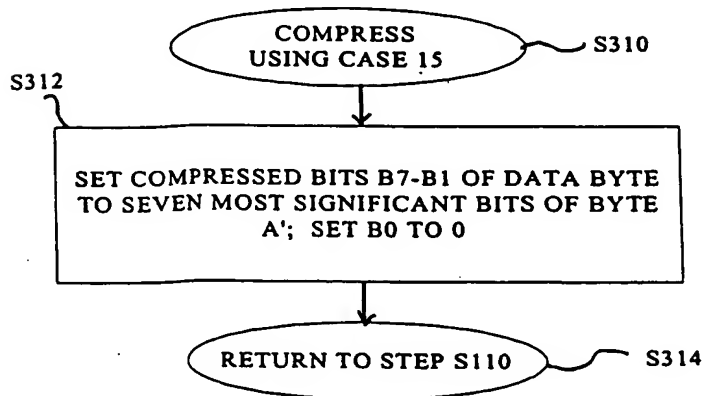 COMPRESS
USING CASE 15
S310
S312
SET COMPRESSED BITS B7-B1 OF DATA BYTE
TO SEVEN MOST SIGNIFICANT BITS OF BYTE
A'; SET B0 TO 0
RETURN TO STEP S110
S314